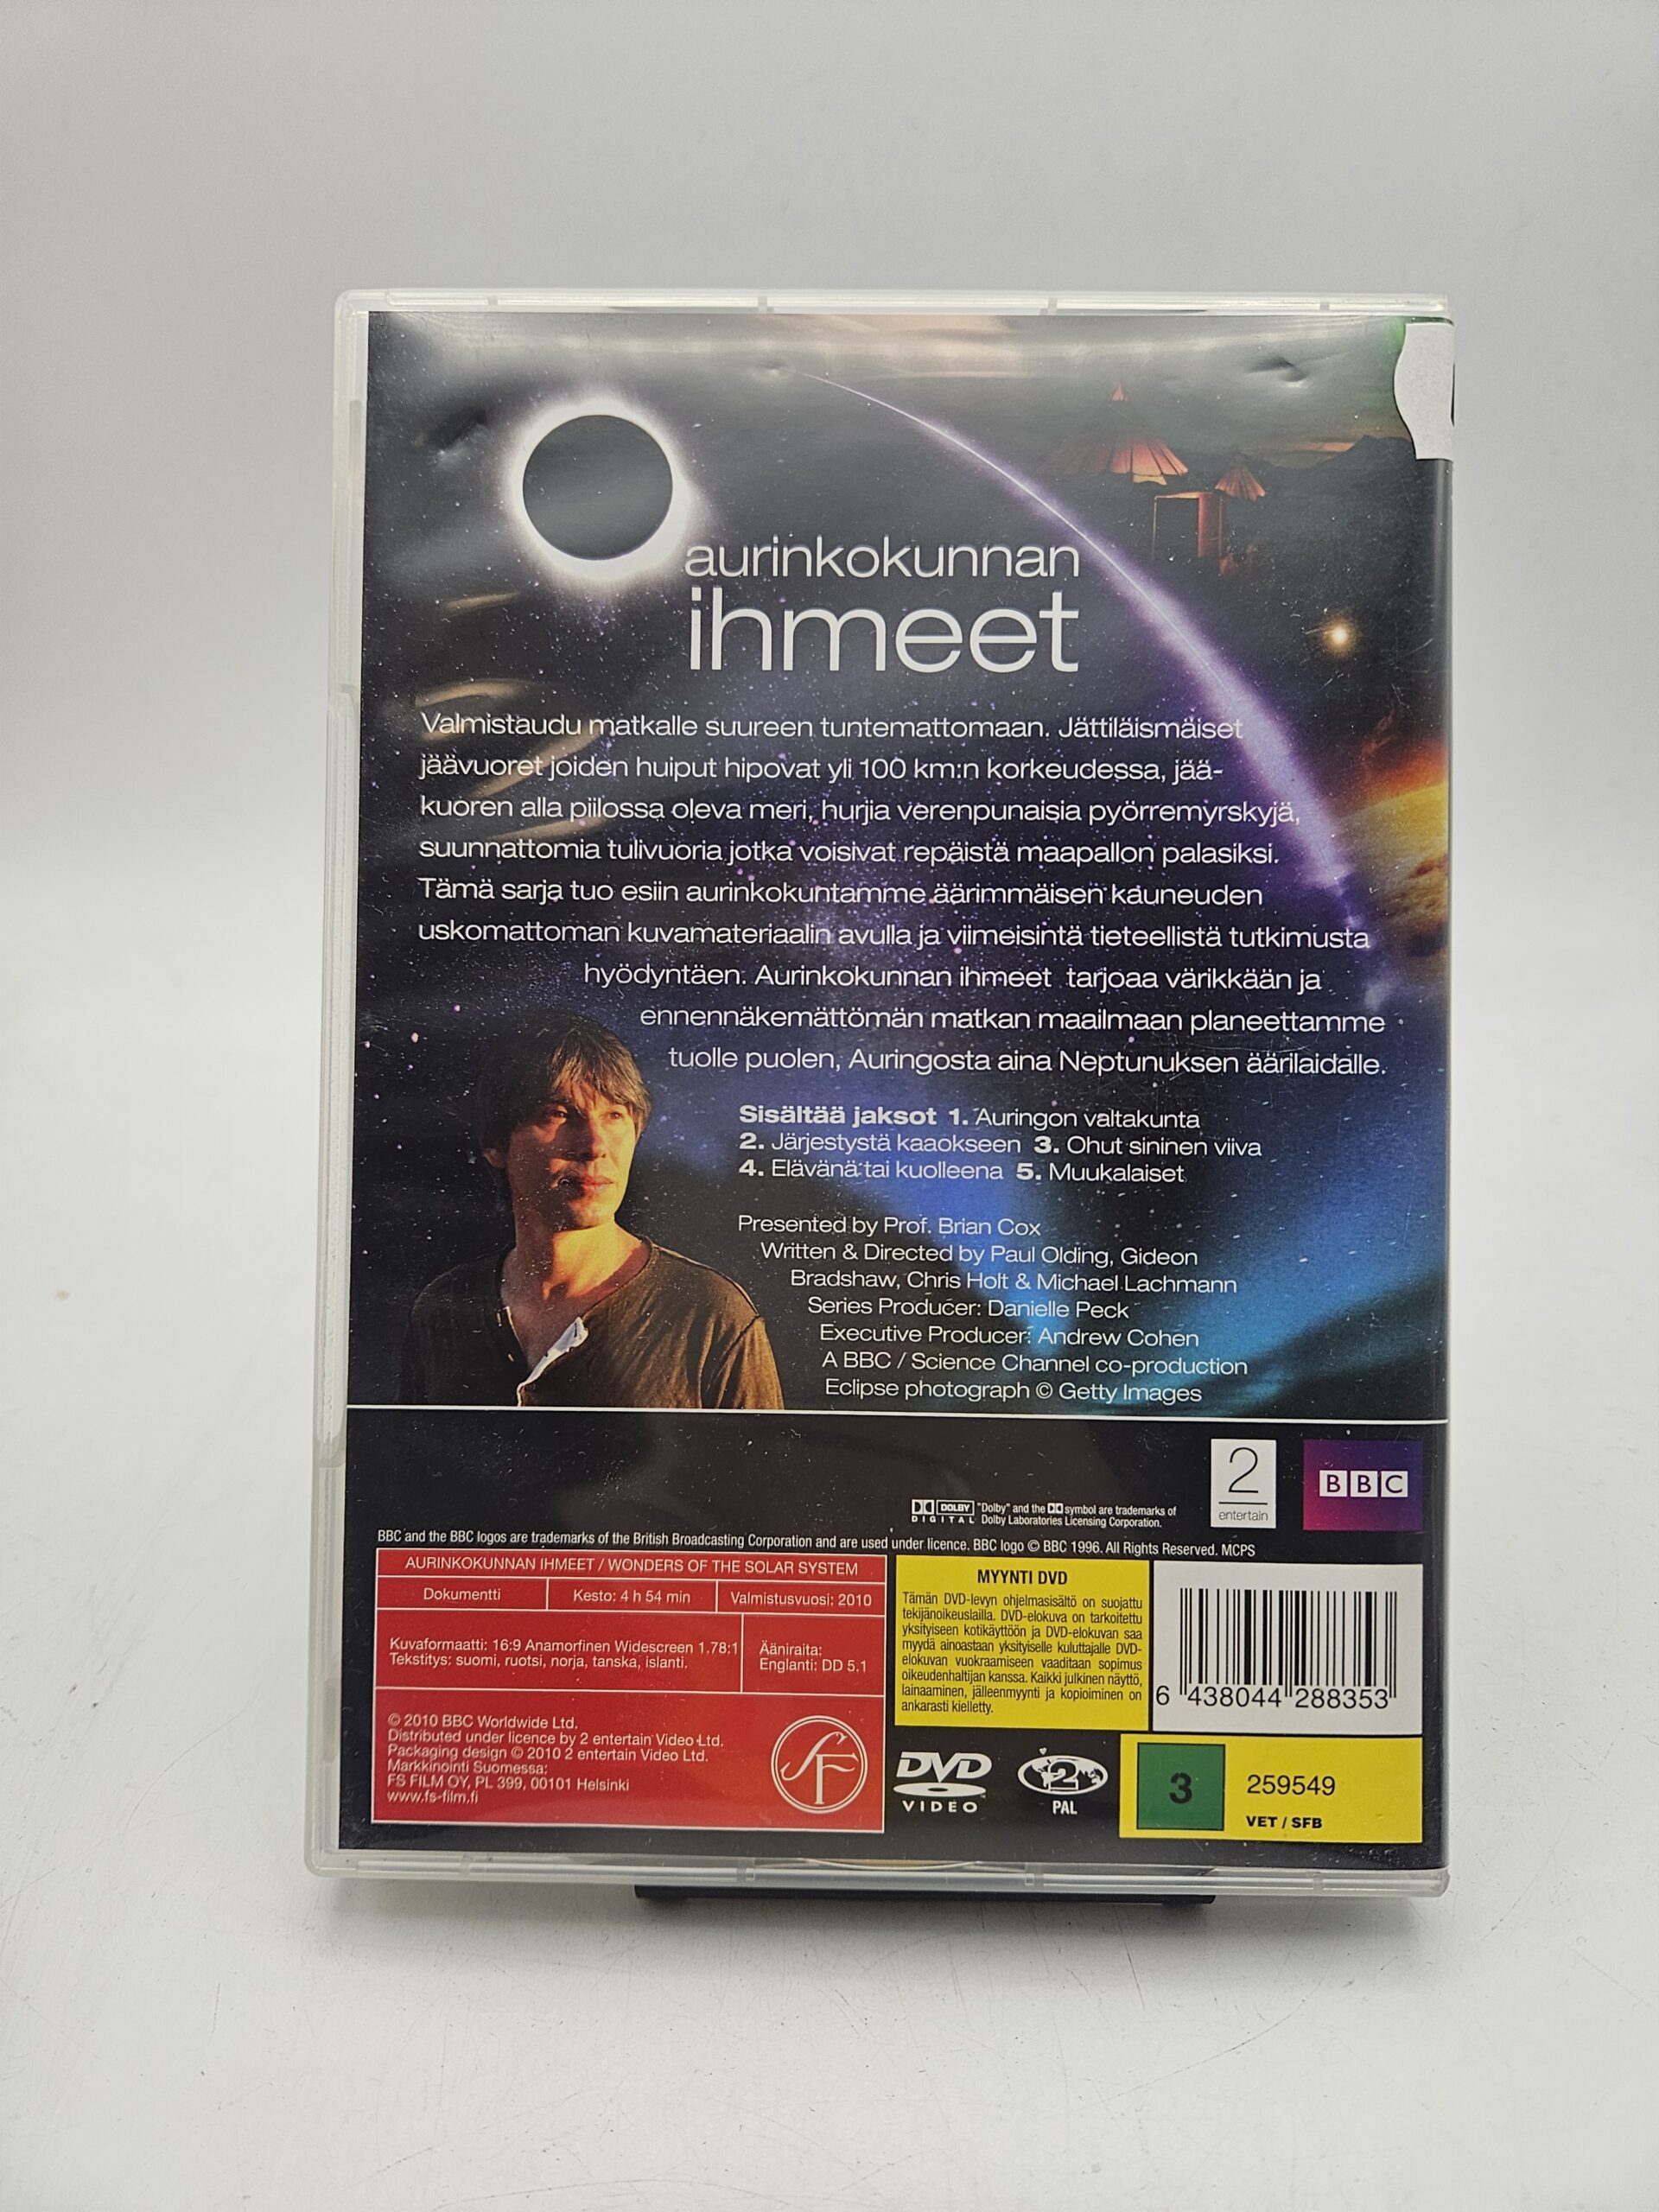 aurinkokunnan
ihmeet
Valmistaudu matkalle suureen tuntemattomaan. Jättiläismäiset
jäävuoret joiden huiput hipovat yli 100 km:n korkeudessa, jää-
kuoren alla piilossa oleva meri, hurjia verenpunaisia pyörremyrskyjä,
suunnattomia tulivuoria jotka voisivat repäistä maapallon palasiksi.
Tämä sarja tuo esiin aurinkokuntamme äärimmäisen kauneuden
uskomattoman kuvamateriaalin avulla ja viimeisintä tieteellistä tutkimusta
hyödyntäen. Aurinkokunnan ihmeet tarjoaa värikkään ja
ennennäkemättömän matkan maailmaan planeettamme
tuolle puolen, Auringosta aina Neptunuksen äärilaidalle.
Sisältää jaksot 1. Auringon valtakunta
2. Järjestystä kaaokseen 3. Ohut sininen viiva
4. Elävänä tai kuolleena 5. Muukalaiset
Presented by Prof. Brian Cox
Written & Directed by Paul Olding, Gideon
Bradshaw, Chris Holt & Michael Lachmann
Series Producer: Danielle Peck
Executive Producer: Andrew Cohen
A BBC / Science Channel co-production
Eclipse photograph © Getty Images
2
entertain
BBC
DOLBY
DIGITAL
"Dolby" and the symbol are trademarks of
Dolby Laboratories Licensing Corporation.
BBC and the BBC logos are trademarks of the British Broadcasting Corporation and are used under licence. BBC logo © BBC 1996. All Rights Reserved. MCPS
AURINKOKUNNAN IHMEET / WONDERS OF THE SOLAR SYSTEM
Dokumentti
Kesto: 4 h 54 min
Valmistusvuosi: 2010
Kuvaformaatti: 16:9 Anamorfinen Widescreen 1.78:1
Tekstitys: suomi, ruotsi, norja, tanska, islanti.
Ääniraita:
Englanti: DD 5.1
© 2010 BBC Worldwide Ltd.
Distributed under licence by 2 entertain Video Ltd.
Packaging design © 2010 2 entertain Video Ltd.
Markkinointi Suomessa:
FS FILM OY, PL 399, 00101 Helsinki
www.fs-film.fi
SF
MYYNTI DVD
Tämän DVD-levyn ohjelmasisältö on suojattu
tekijänoikeuslailla. DVD-elokuva on tarkoitettu
yksityiseen kotikäyttöön ja DVD-elokuvan saa
myydä ainoastaan yksityiselle kuluttajalle DVD-
elokuvan vuokraamiseen vaaditaan sopimus
oikeudenhaltijan kanssa. Kaikki julkinen näyttö,
lainaaminen, jälleenmyynti ja kopioiminen on
ankarasti kielletty.
6 438044 288353
DVD
VIDEO
2
PAL
3
259549
VET / SFB